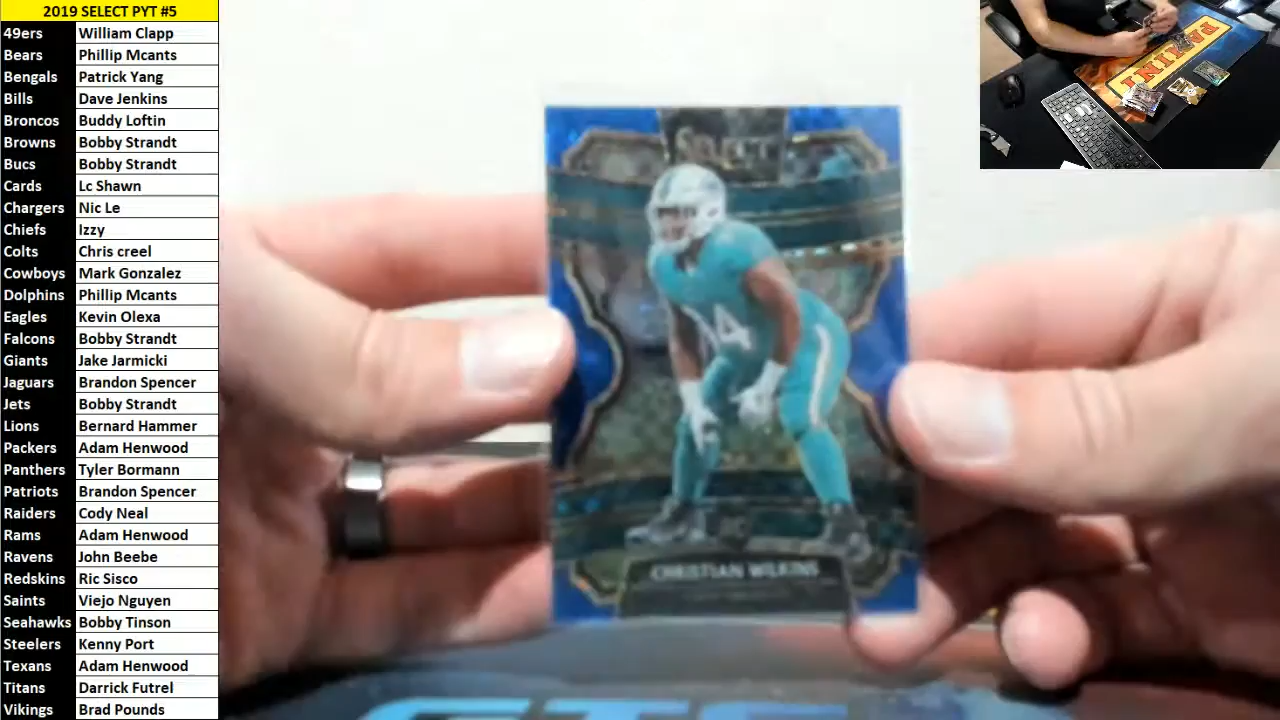 2019 SELECT PYT #5
49ers William Clapp
Bears Phillip Mcants
Bengals Patrick Yang
Bills Dave Jenkins
Broncos Buddy Loftin
Browns Bobby Strandt
Bucs Bobby Strandt
Cards Lc Shawn
Chargers Nic Le
Chiefs Izzy
Colts Chris creel
Cowboys Mark Gonzalez
Dolphins Phillip Mcants
Eagles Kevin Olexa
Falcons Bobby Strandt
Giants Jake Jarmicki
Jaguars Brandon Spencer
Jets Bobby Strandt
Lions Bernard Hammer
Packers Adam Henwood
Panthers Tyler Bormann
Patriots Brandon Spencer
Raiders Cody Neal
Rams Adam Henwood
Ravens John Beebe
Redskins Ric Sisco
Saints Viejo Nguyen
Seahawks Bobby Tinson
Steelers Kenny Port
Texans Adam Henwood
Titans Darrick Futrel
Vikings Brad Pounds
SELECT
CHRISTIAN WILKINS
PANINI